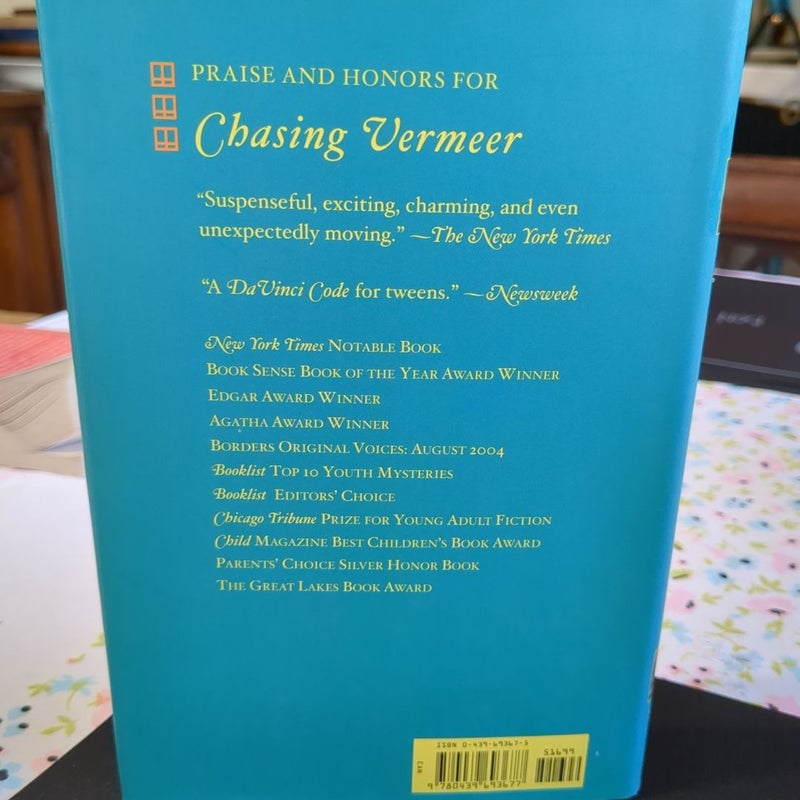 PRAISE AND HONORS FOR
Chasing Vermeer
“Suspenseful, exciting, charming, and even
unexpectedly moving.” —The New York Times
“A DaVinci Code for tweens.” —Newsweek
New York Times NOTABLE BOOK
BOOK SENSE BOOK OF THE YEAR AWARD WINNER
EDGAR AWARD WINNER
AGATHA AWARD WINNER
BORDERS ORIGINAL VOICES: AUGUST 2004
Booklist TOP 10 YOUTH MYSTERIES
Booklist EDITORS’ CHOICE
Chicago Tribune PRIZE FOR YOUNG ADULT FICTION
Child MAGAZINE BEST CHILDREN’S BOOK AWARD
PARENTS’ CHOICE SILVER HONOR BOOK
THE GREAT LAKES BOOK AWARD
ISBN 0-439-69367-5
51699
EAN
9 780439 693677